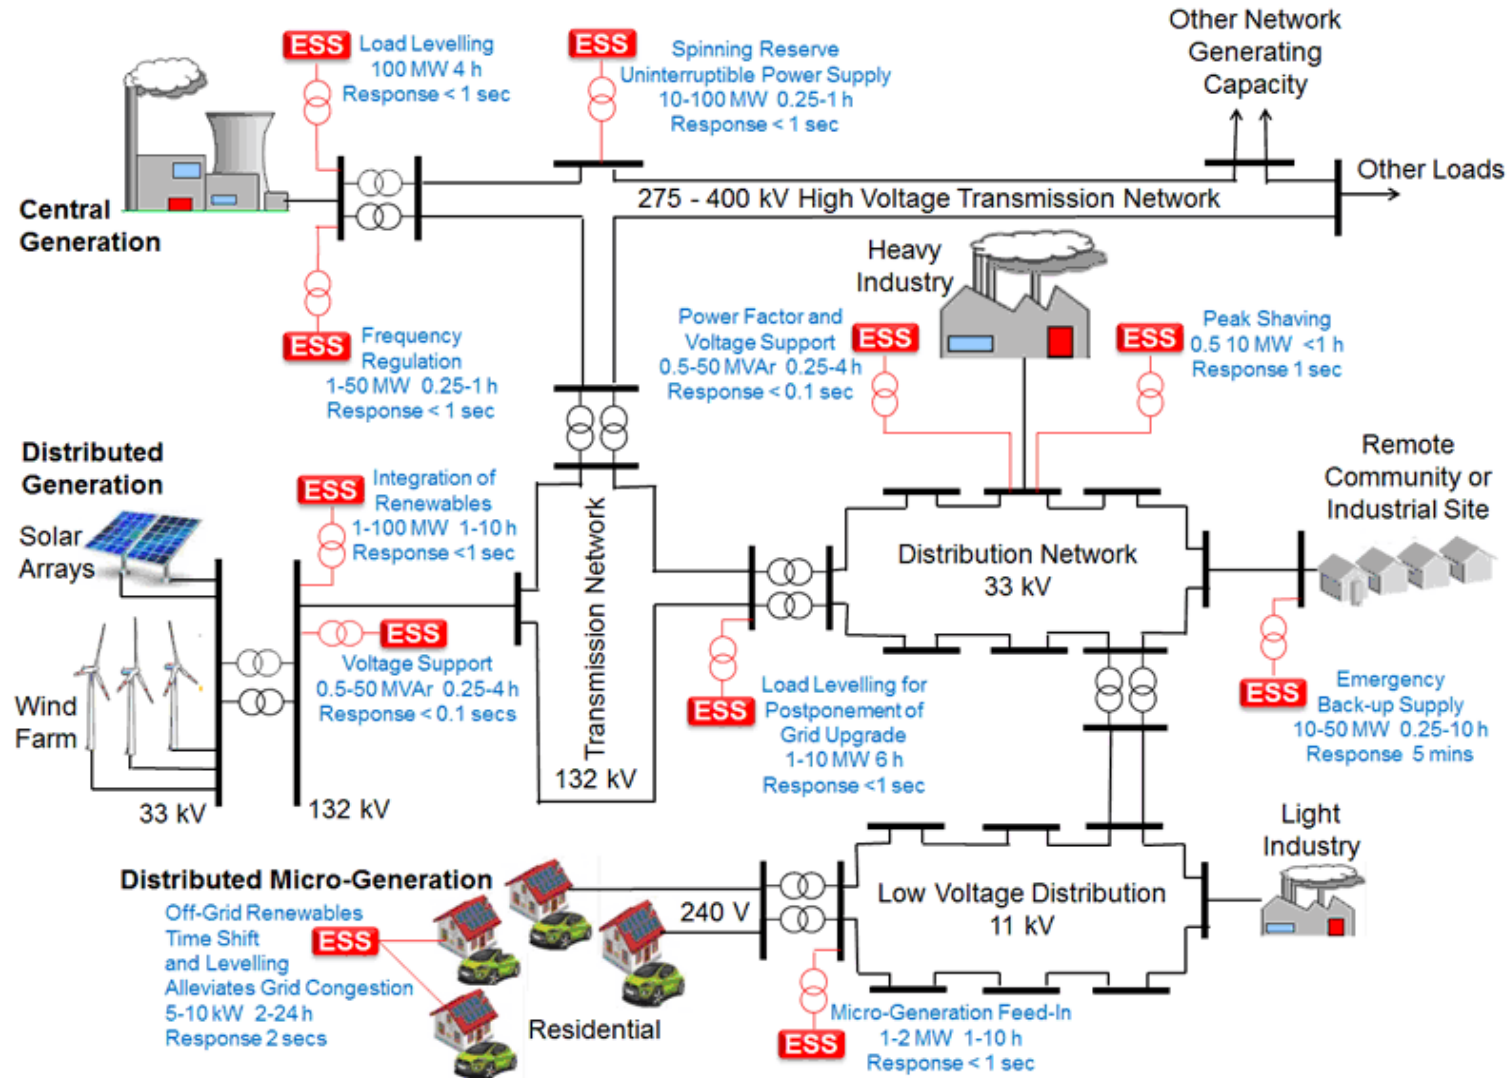 ESS
Load Levelling
100 MW 4 h
Response < 1 sec
ESS
Spinning Reserve
Uninterruptible Power Supply
10-100 MW 0.25-1 h
Response < 1 sec
Other Network
Generating
Capacity
Other Loads
275 - 400 kV High Voltage Transmission Network
Central
Generation
ESS
Frequency
Regulation
1-50 MW 0.25-1 h
Response < 1 sec
Heavy
Industry
Power Factor and
Voltage Support
0.5-50 MVAr 0.25-4 h
Response < 0.1 sec
ESS
ESS
Peak Shaving
0.5 10 MW <1 h
Response 1 sec
Distributed
Generation
Solar
Arrays
Wind
Farm
33 kV
132 kV
ESS
Integration of
Renewables
1-100 MW 1-10 h
Response <1 sec
ESS
Voltage Support
0.5-50 MVAr 0.25-4 h
Response < 0.1 secs
Transmission Network
132 kV
Distribution Network
33 kV
Remote
Community or
Industrial Site
ESS
Load Levelling for
Postponement of
Grid Upgrade
1-10 MW 6 h
Response <1 sec
ESS
Emergency
Back-up Supply
10-50 MW 0.25-10 h
Response 5 mins
Distributed Micro-Generation
Off-Grid Renewables
Time Shift
and Levelling
Alleviates Grid Congestion
5-10 kW 2-24 h
Response 2 secs
ESS
Residential
240 V
Low Voltage Distribution
11 kV
Light
Industry
ESS
Micro-Generation Feed-In
1-2 MW 1-10 h
Response < 1 sec